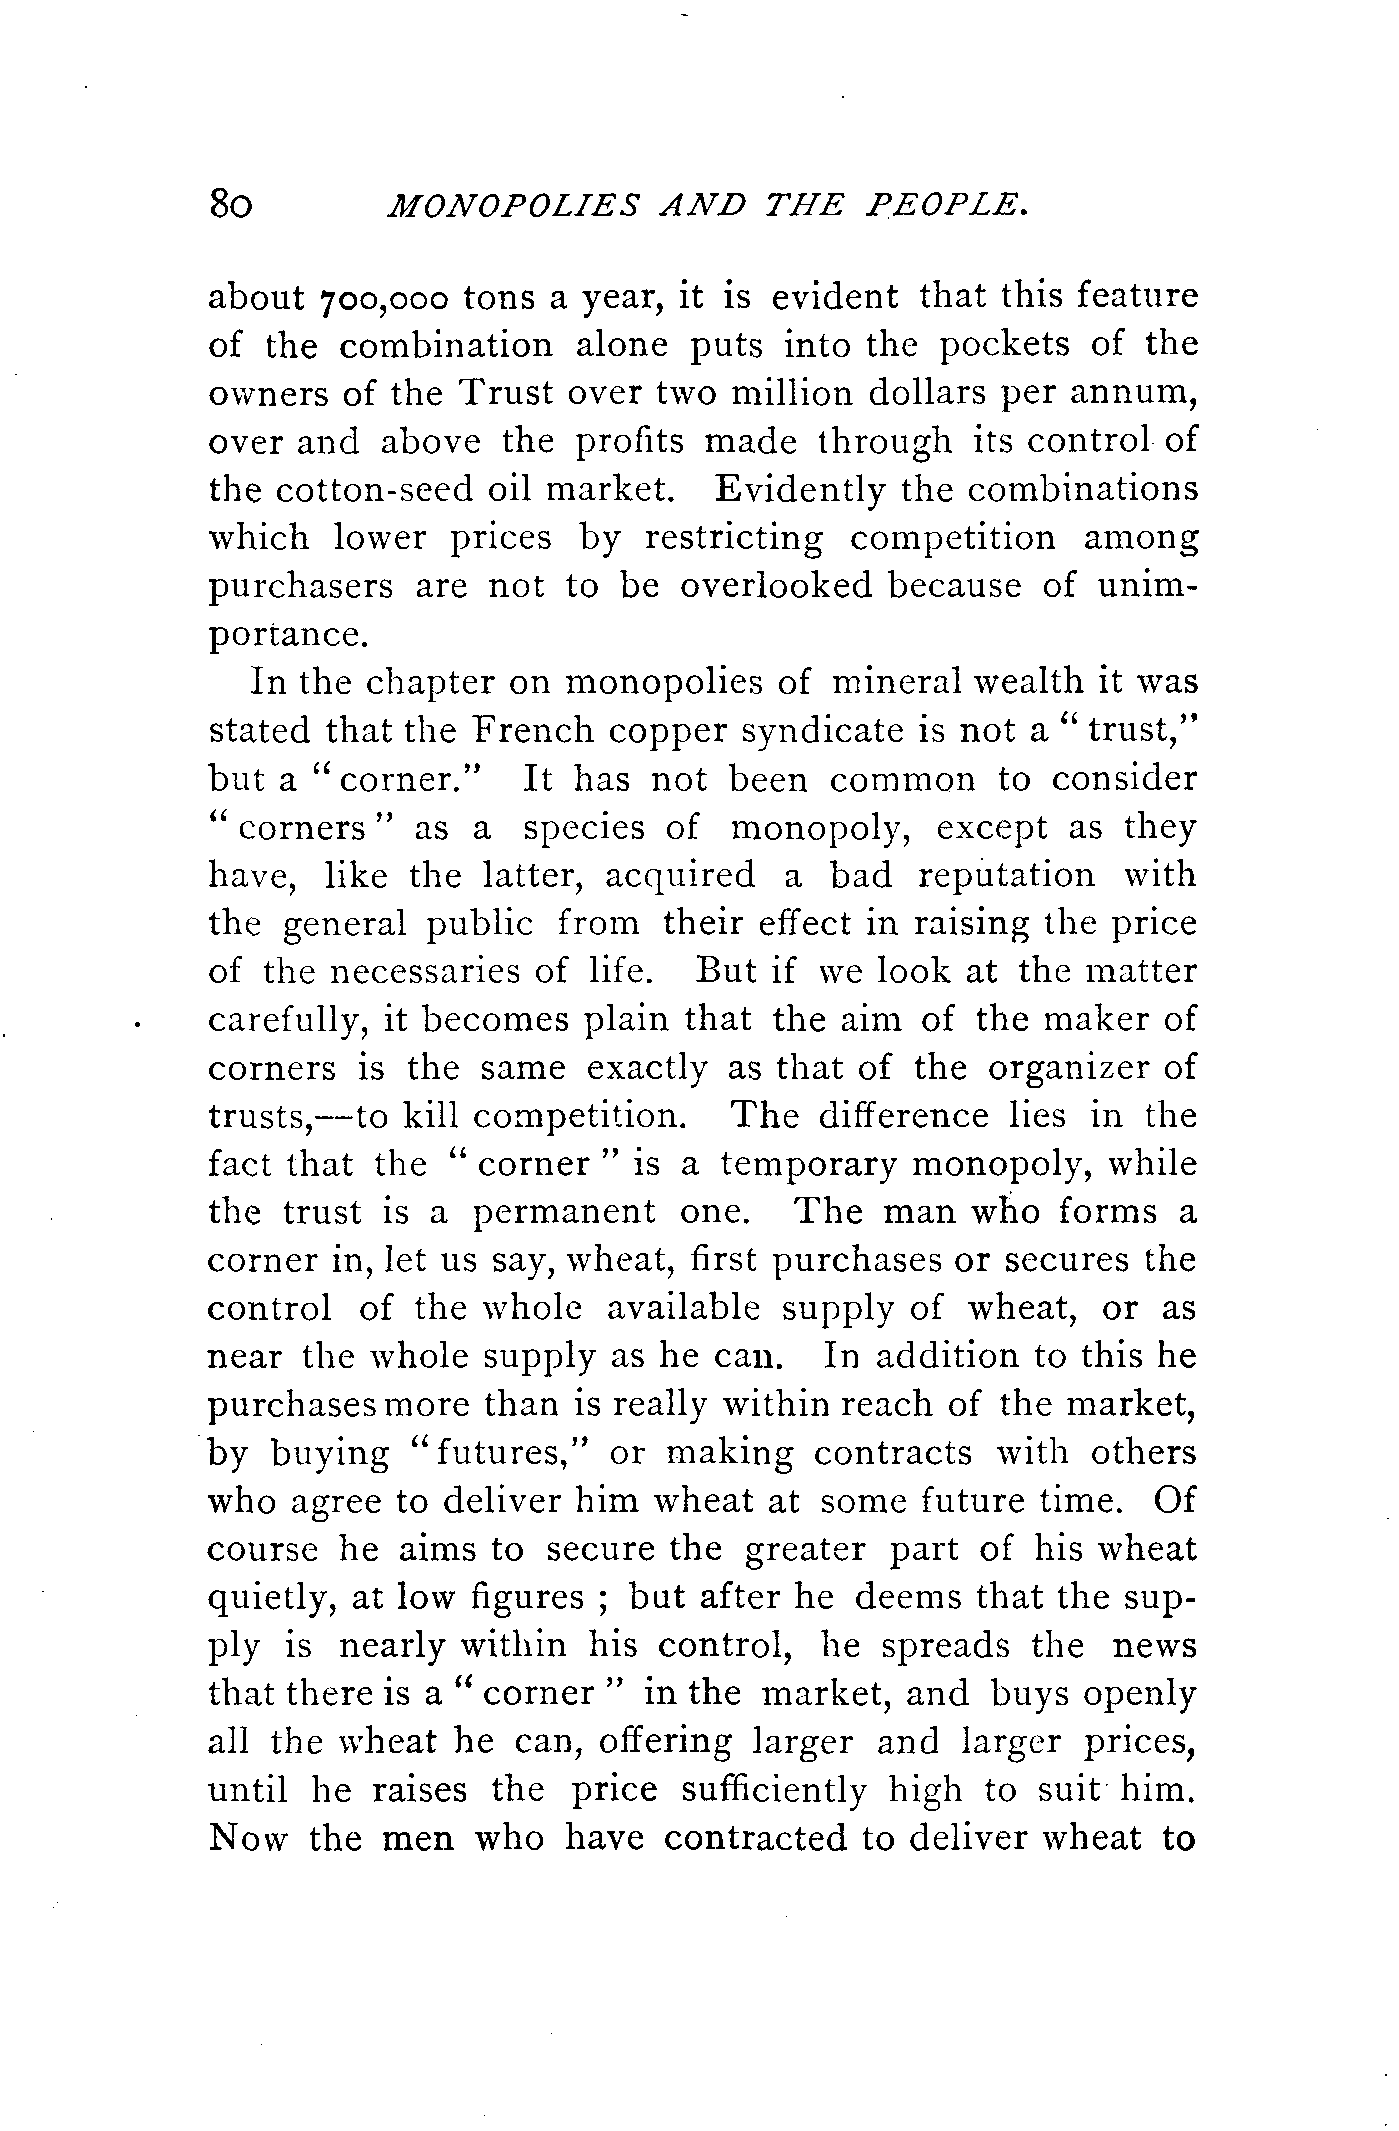 80 MONOPOLIES AND THE PEOPLE.
about 700,000 tons a year, it is evident that this feature
of the combination alone puts into the pockets of the
owners of the Trust over two million dollars per annum,
over and above the profits made through its control of
the cotton-seed oil market. Evidently the combinations
which lower prices by restricting competition among
purchasers are not to be overlooked because of unim-
portance.
In the chapter on monopolies of mineral wealth it was
stated that the French copper syndicate is not a " trust,"
but a " corner." It has not been common to consider
" corners " as a species of monopoly, except as they
have, like the latter, acquired a bad reputation with
the general public from their effect in raising the price
of the necessaries of life. But if we look at the matter
carefully, it becomes plain that the aim of the maker of
corners is the same exactly as that of the organizer of
trusts,—to kill competition. The difference lies in the
fact that the " corner " is a temporary monopoly, while
the trust is a permanent one. The man who forms a
corner in, let us say, wheat, first purchases or secures the
control of the whole available supply of wheat, or as
near the whole supply as he can. In addition to this he
purchases more than is really within reach of the market,
by buying " futures," or making contracts with others
who agree to deliver him wheat at some future time. Of
course he aims to secure the greater part of his wheat
quietly, at low figures ; but after he deems that the sup-
ply is nearly within his control, he spreads the news
that there is a " corner " in the market, and buys openly
all the wheat he can, offering larger and larger prices,
until he raises the price sufficiently high to suit him.
Now the men who have contracted to deliver wheat to